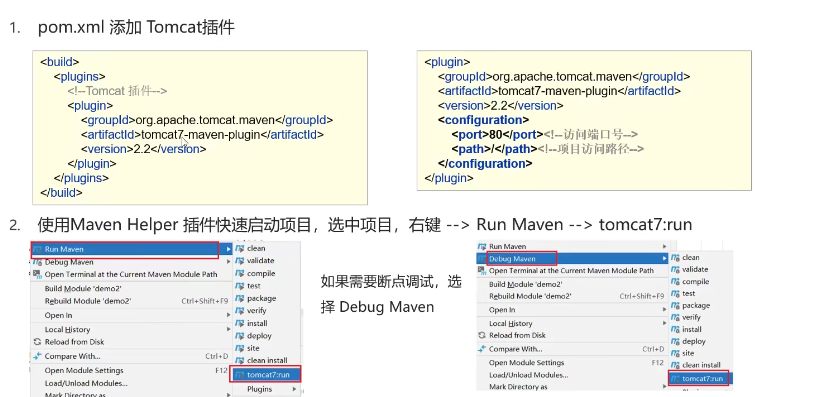 1. pom.xml 添加 Tomcat插件
<build>
<plugins>
<!--Tomcat 插件-->
<plugin>
<groupId>org.apache.tomcat.maven</groupId>
<artifactId>tomcat7-maven-plugin</artifactId>
<version>2.2</version>
</plugin>
</plugins>
</build>
<plugin>
<groupId>org.apache.tomcat.maven</groupId>
<artifactId>tomcat7-maven-plugin</artifactId>
<version>2.2</version>
<configuration>
<port>80</port><!--访问端口号-->
<path>/</path><!--项目访问路径-->
</configuration>
</plugin>
2. 使用Maven Helper 插件快速启动项目，选中项目，右键 --> Run Maven --> tomcat7:run
Run Maven
Debug Maven
Open Terminal at the Current Maven Module Path
Build Module 'demo2'
Rebuild Module 'demo2' Ctrl+Shift+F9
Open In
Local History
Reload from Disk
Compare With... Ctrl+D
Open Module Settings F12
Load/Unload Modules...
Mark Directory as
clean
validate
compile
test
package
verify
install
deploy
site
clean install
tomcat7:run
Plugins
如果需要断点调试，选
择 Debug Maven
Run Maven
Debug Maven
Open Terminal at the Current Maven Module Path
Build Module 'demo2'
Rebuild Module 'demo2' Ctrl+Shift+F9
Open In
Local History
Reload from Disk
Compare With... Ctrl+D
Open Module Settings F12
Load/Unload Modules...
Mark Directory as
clean
validate
compile
test
package
verify
install
deploy
site
clean install
tomcat7:run